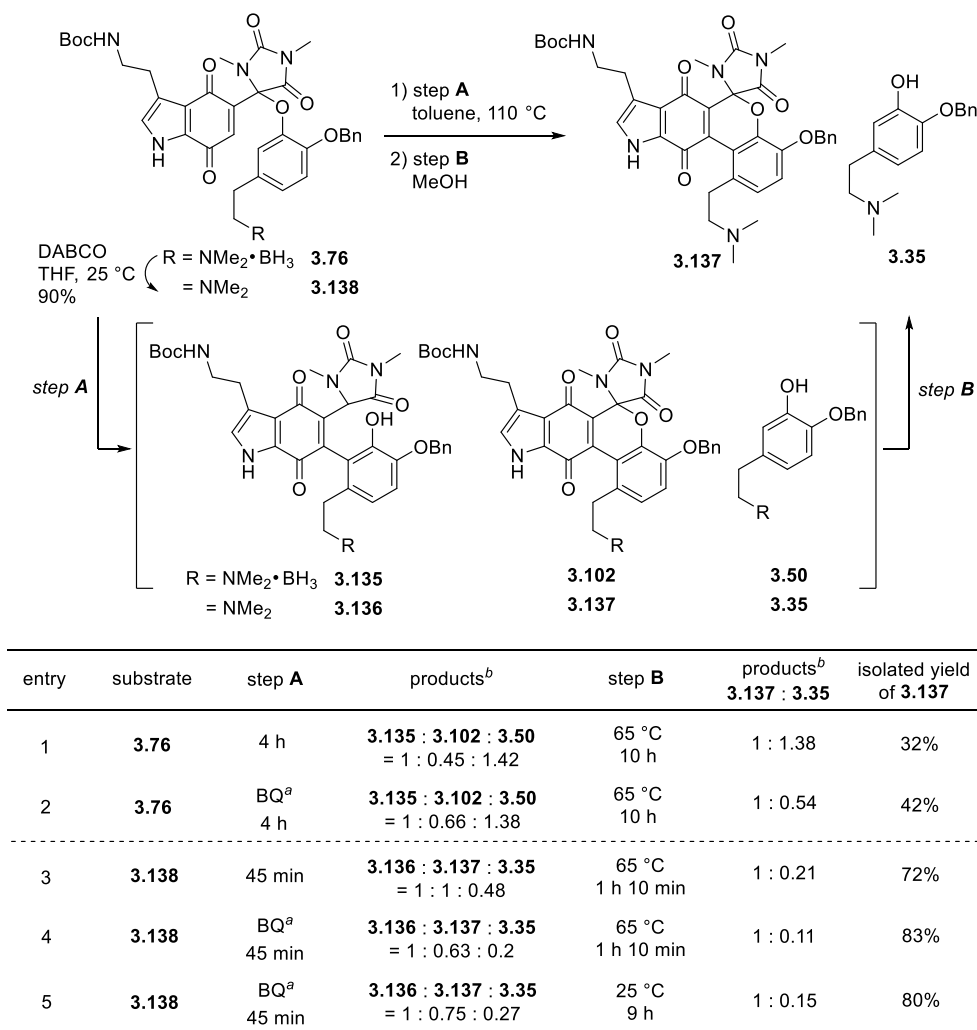 BocHN
O
N
O
N
O
O
O
OBn
N
H
O
R
1) step A
toluene, 110 °C
2) step B
MeOH
BocHN
O
N
O
N
O
O
OBn
N
H
O
N
3.137
OH
OBn
N
3.35
DABCO
THF, 25 °C
90%
R = NMe2•BH3 3.76
= NMe2 3.138
step A
BocHN
O
N
O
N
O
OH
OBn
N
H
O
R
R = NMe2•BH3 3.135
= NMe2 3.136
BocHN
O
N
O
N
O
O
OBn
N
H
O
R
3.102
3.137
OH
OBn
R
3.50
3.35
step B
entry substrate step A productsb step B productsb 3.137 : 3.35 isolated yield of 3.137
1 3.76 4 h 3.135 : 3.102 : 3.50 = 1 : 0.45 : 1.42 65 °C 10 h 1 : 1.38 32%
2 3.76 BQa 4 h 3.135 : 3.102 : 3.50 = 1 : 0.66 : 1.38 65 °C 10 h 1 : 0.54 42%
3 3.138 45 min 3.136 : 3.137 : 3.35 = 1 : 1 : 0.48 65 °C 1 h 10 min 1 : 0.21 72%
4 3.138 BQa 45 min 3.136 : 3.137 : 3.35 = 1 : 0.63 : 0.2 65 °C 1 h 10 min 1 : 0.11 83%
5 3.138 BQa 45 min 3.136 : 3.137 : 3.35 = 1 : 0.75 : 0.27 25 °C 9 h 1 : 0.15 80%